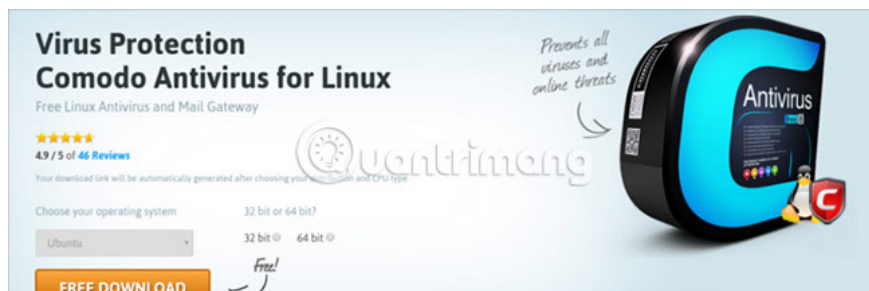 Virus Protection
Comodo Antivirus for Linux
Free Linux Antivirus and Mail Gateway
4.9 / 5 of 46 Reviews
Your download link will be automatically generated after choosing your distribution and CPU type
Choose your operating system
32 bit or 64 bit?
Ubuntu
32 bit
64 bit
Free!
FREE DOWNLOAD
Prevents all
viruses and
online threats
Antivirus
Free
C
Quantrimang